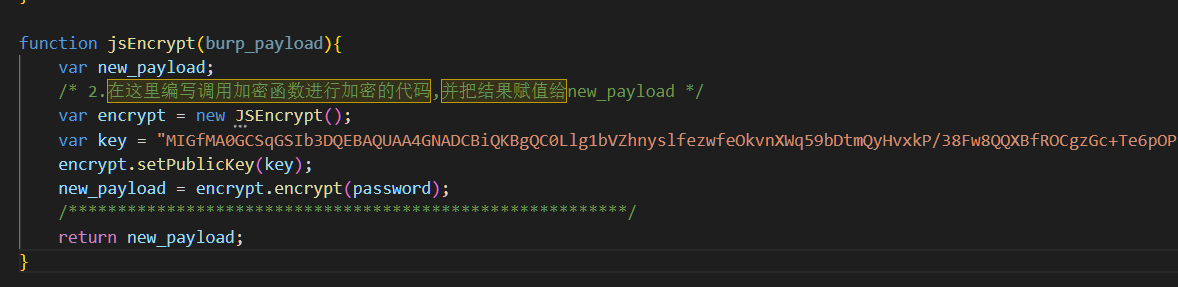 }
function jsEncrypt(burp_payload){
var new_payload;
/* 2.在这里编写调用加密函数进行加密的代码,并把结果赋值给new_payload */
var encrypt = new JSEncrypt();
var key = "MIGfMA0GCSqGSIb3DQEBAQUAA4GNADCBiQKBgQC0Llg1bVZhnyslfezwfeOkvnXWq59bDtmQyHvxkP/38Fw8QQXBfROCgzGc+Te6pOP
encrypt.setPublicKey(key);
new_payload = encrypt.encrypt(password);
/*********************************************************/
return new_payload;
}